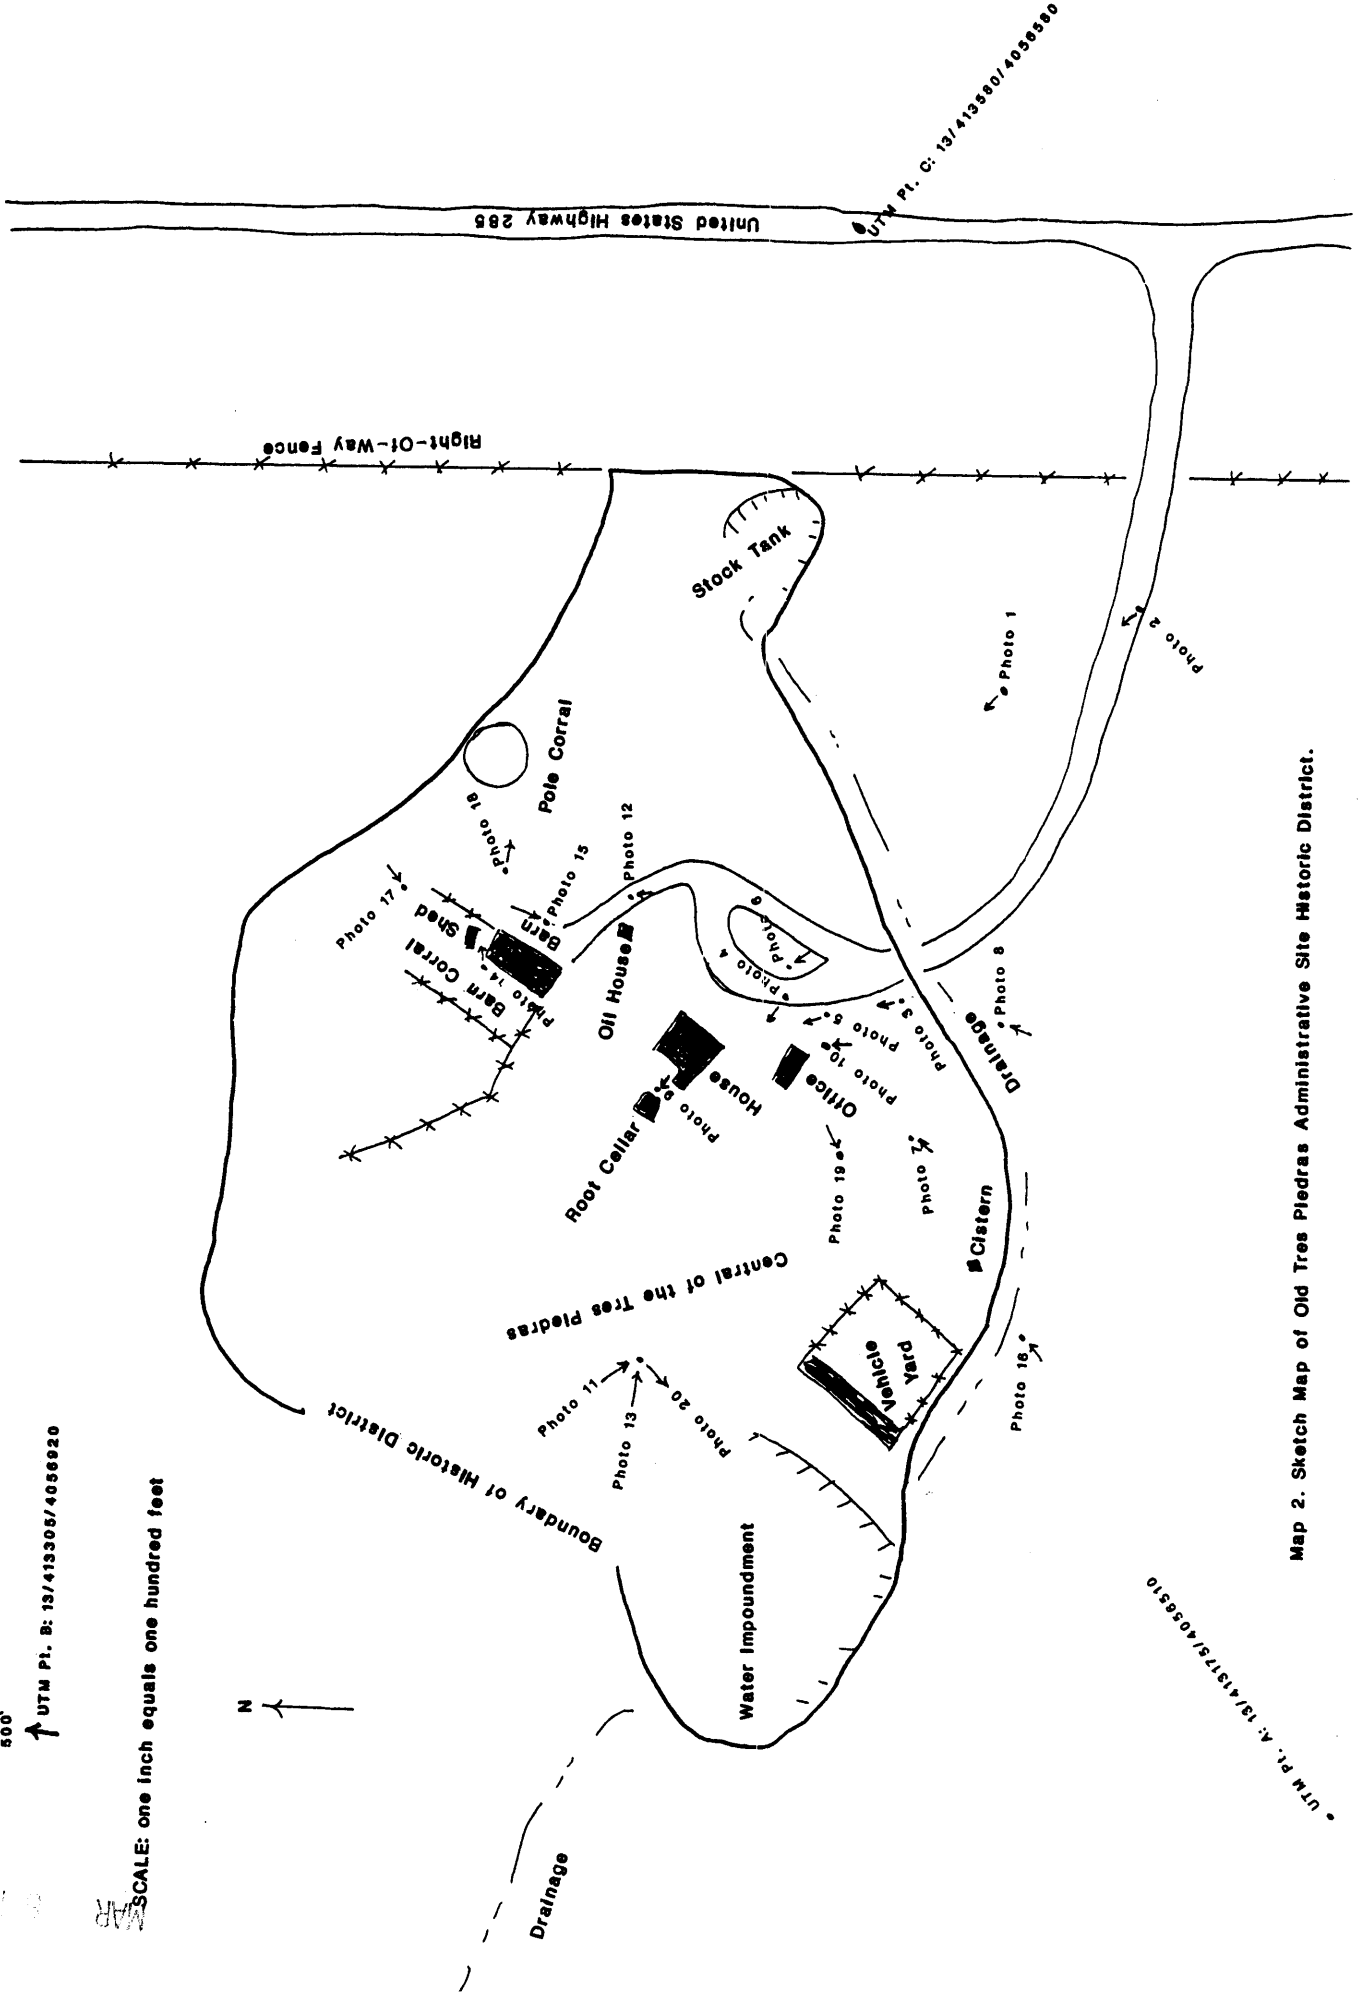 500'
UTM Pt. B: 13/413305/4056920
SCALE: one inch equals one hundred feet
MAR
N
Drainage
Boundary of Historic District
Water Impoundment
Photo 11
Photo 13
Photo 20
Central of the Tres Piedras
Vehicle
Yard
Photo 16
Cistern
Photo 7
Photo 19
Root Cellar
Photo 9
House
Office
Photo 10
Photo 5
Photo 3
Drainage
Photo 8
Photo 4
Photo 6
Oil House
Photo 14
Barn Corral
Shed
Barn
Photo 17
Photo 15
Photo 12
Photo 18
Pole Corral
Stock Tank
Photo 1
Photo 2
Right-Of-Way Fence
United States Highway 285
UTM Pt. C: 13/413580/4056580
UTM Pt. A: 13/413175/4056510
Map 2. Sketch Map of Old Tres Piedras Administrative Site Historic District.